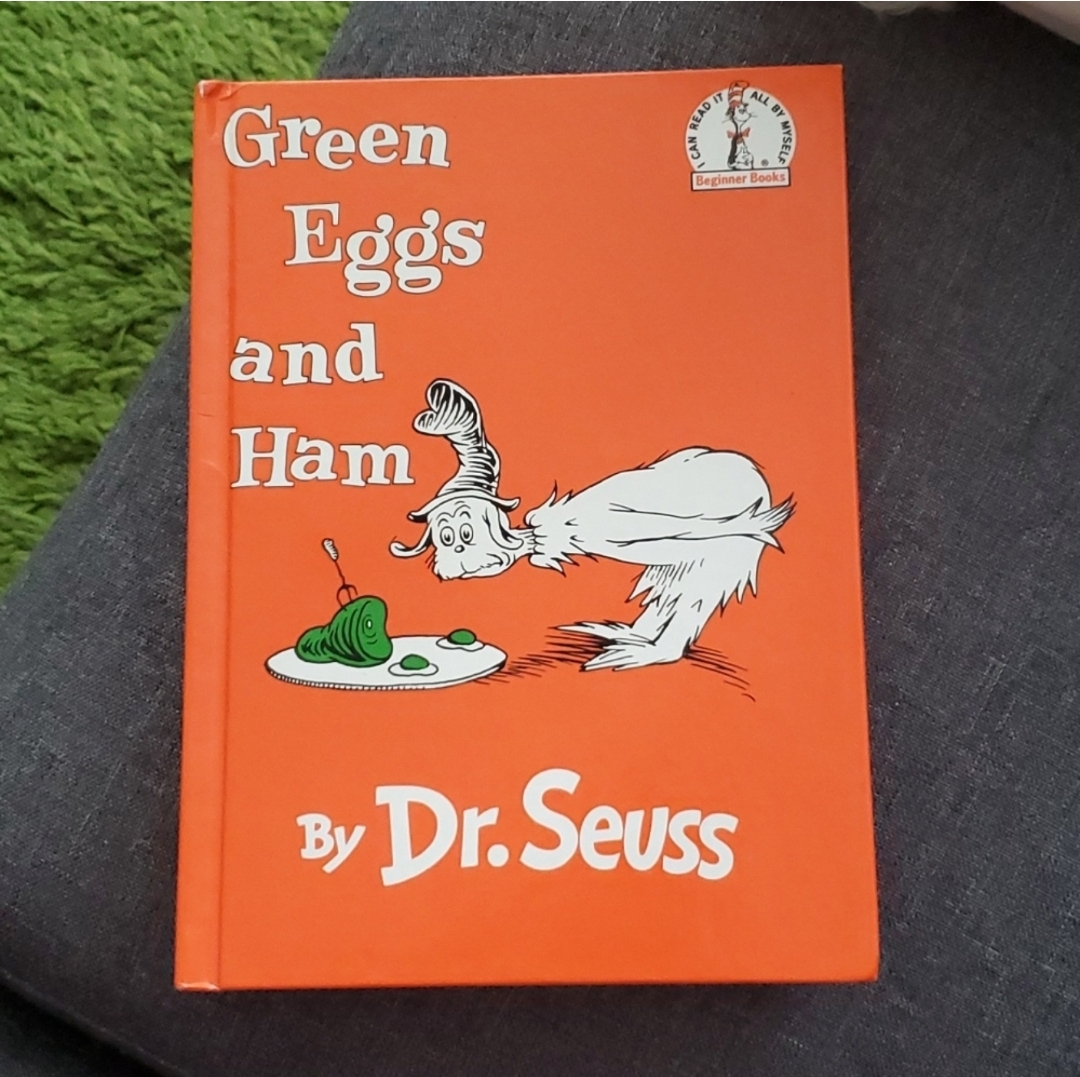 Green
Eggs
and
Ham
I CAN READ IT ALL BY MYSELF
®
Beginner Books
By Dr. Seuss